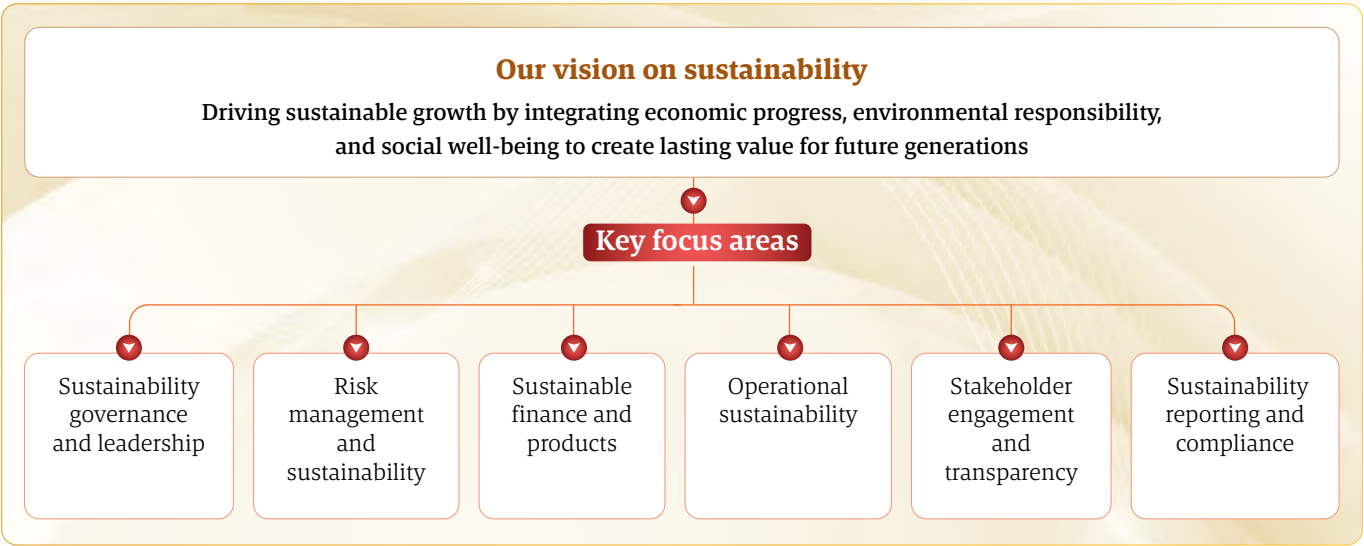 Our vision on sustainability
Driving sustainable growth by integrating economic progress, environmental responsibility,
and social well-being to create lasting value for future generations
Key focus areas
Sustainability
governance
and leadership
Risk
management
and
sustainability
Sustainable
finance and
products
Operational
sustainability
Stakeholder
engagement
and
transparency
Sustainability
reporting and
compliance